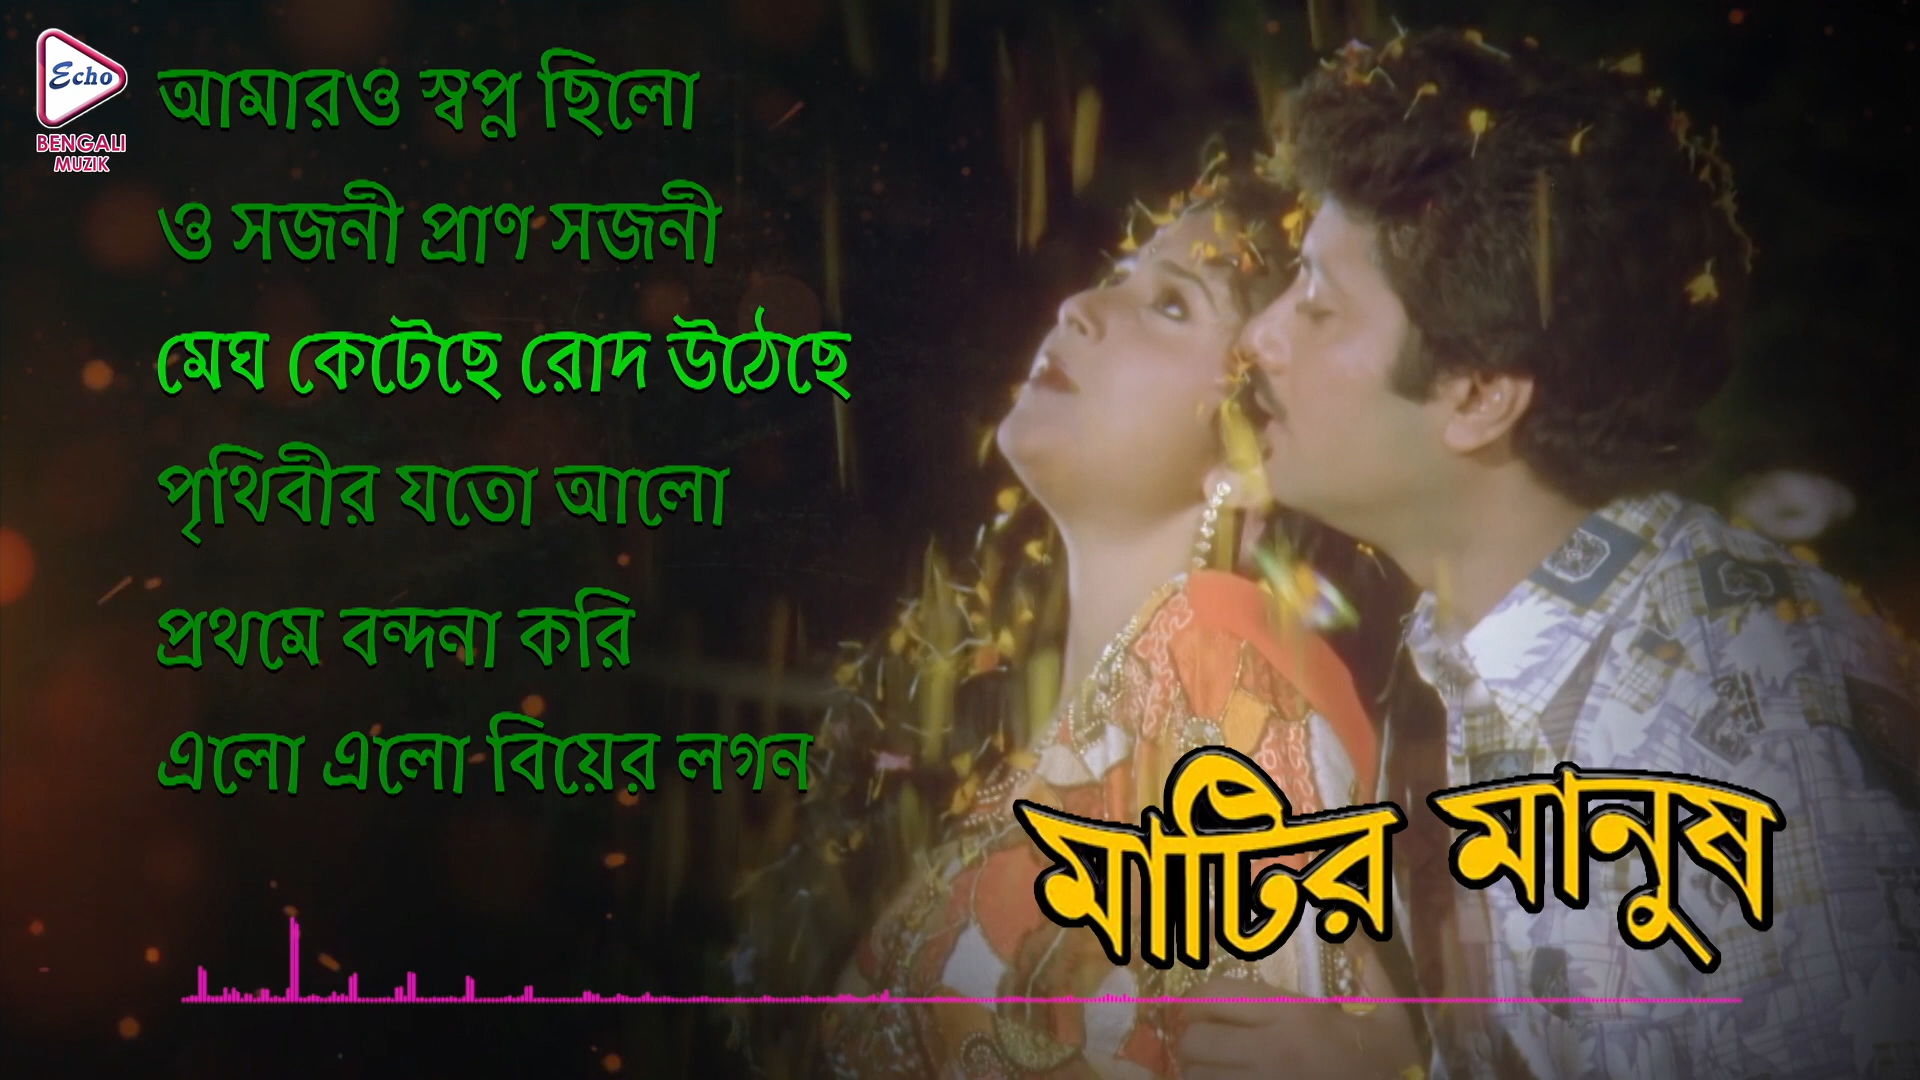 Echo
BENGALI
MUZIK
আমারও স্বপ্ন ছিলো
ও সজনী প্রাণ সজনী
মেঘ কেটেছে রোদ উঠেছে
পৃথিবীর যতো আলো
প্রথমে বন্দনা করি
এলো এলো বিয়ের লগন
মাটির মানুষ